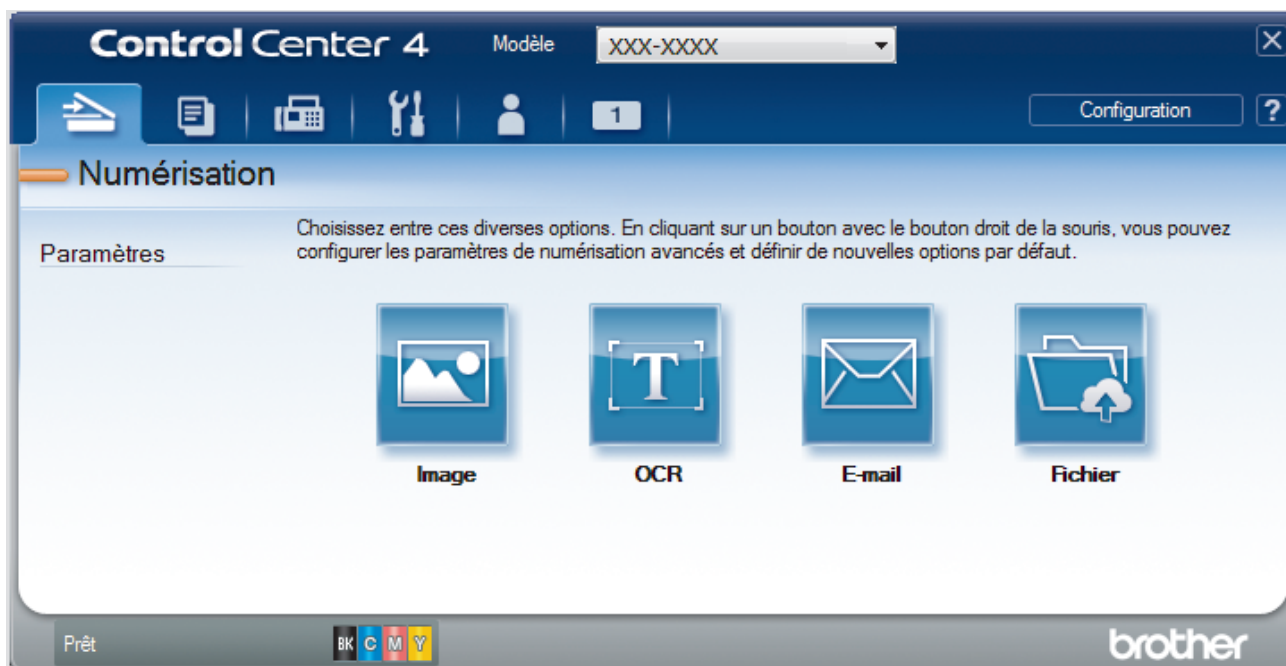 Control Center 4 Modèle XXX-XXXX X
1 Configuration ?
Numérisation
Paramètres
Choisissez entre ces diverses options. En cliquant sur un bouton avec le bouton droit de la souris, vous pouvez
configurer les paramètres de numérisation avancés et définir de nouvelles options par défaut.
T
Image OCR E-mail Fichier
Prêt BK C M Y brother